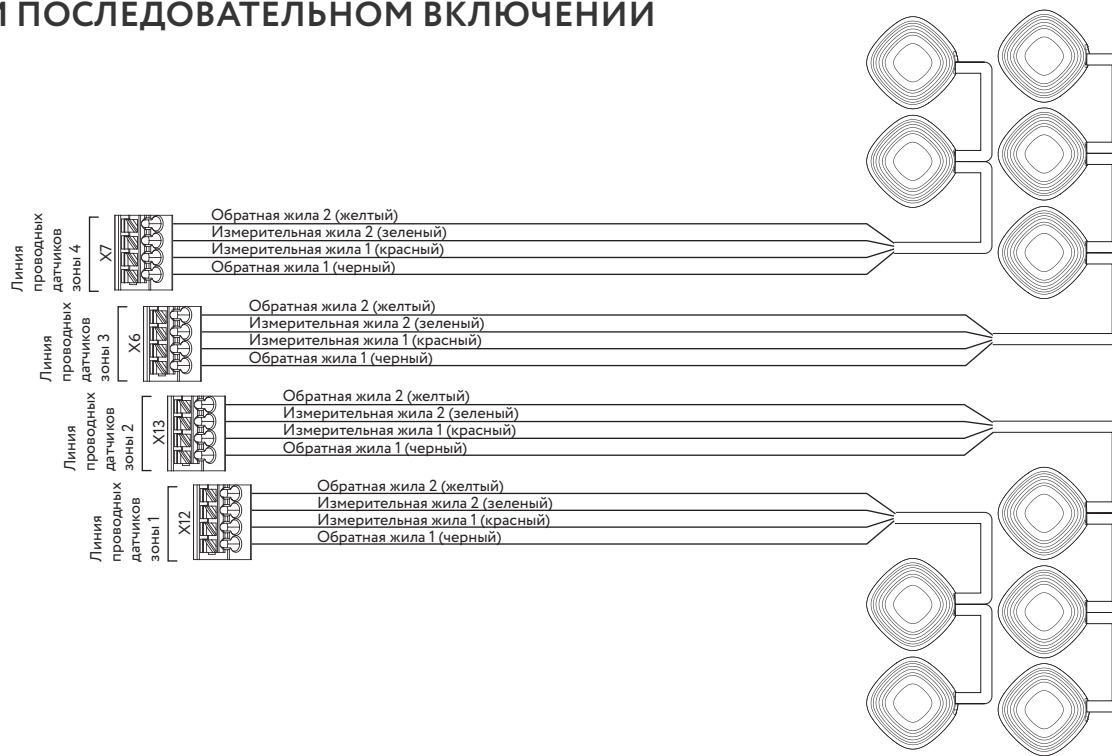 И ПОСЛЕДОВАТЕЛЬНОМ ВКЛЮЧЕНИИ
Линия
проводных
датчиков
зоны 4
X7
Обратная жила 2 (желтый)
Измерительная жила 2 (зеленый)
Измерительная жила 1 (красный)
Обратная жила 1 (черный)
Линия
проводных
датчиков
зоны 3
X6
Обратная жила 2 (желтый)
Измерительная жила 2 (зеленый)
Измерительная жила 1 (красный)
Обратная жила 1 (черный)
Линия
проводных
датчиков
зоны 2
X13
Обратная жила 2 (желтый)
Измерительная жила 2 (зеленый)
Измерительная жила 1 (красный)
Обратная жила 1 (черный)
Линия
проводных
датчиков
зоны 1
X12
Обратная жила 2 (желтый)
Измерительная жила 2 (зеленый)
Измерительная жила 1 (красный)
Обратная жила 1 (черный)